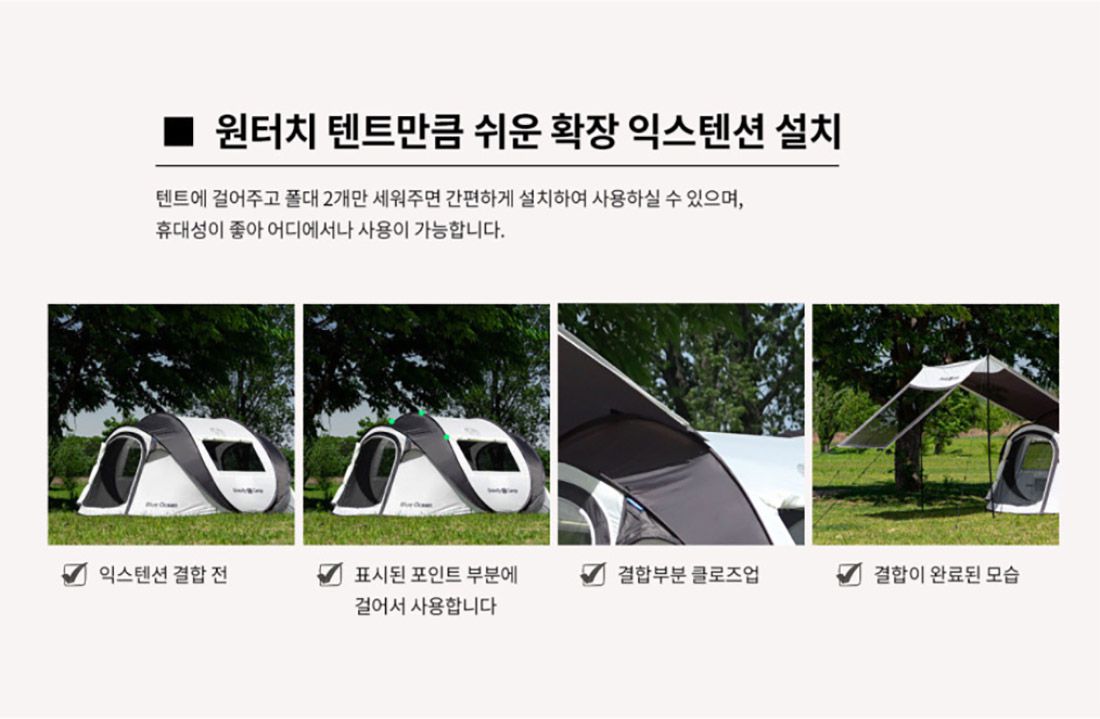 ■ 원터치 텐트만큼 쉬운 확장 익스텐션 설치
텐트에 걸어주고 폴대 2개만 세워주면 간편하게 설치하여 사용하실 수 있으며,
휴대성이 좋아 어디에서나 사용이 가능합니다.
Blue Ocean
Gravity Camp
Blue Ocean
Gravity Camp
익스텐션 결합 전
표시된 포인트 부분에
걸어서 사용합니다
결합부분 클로즈업
결합이 완료된 모습